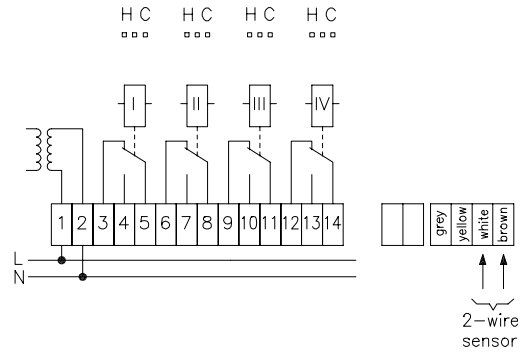 H C H C H C H C
I II III IV
1 2 3 4 5 6 7 8 9 10 11 12 13 14
grey yellow white brown
L
N
2-wire
sensor